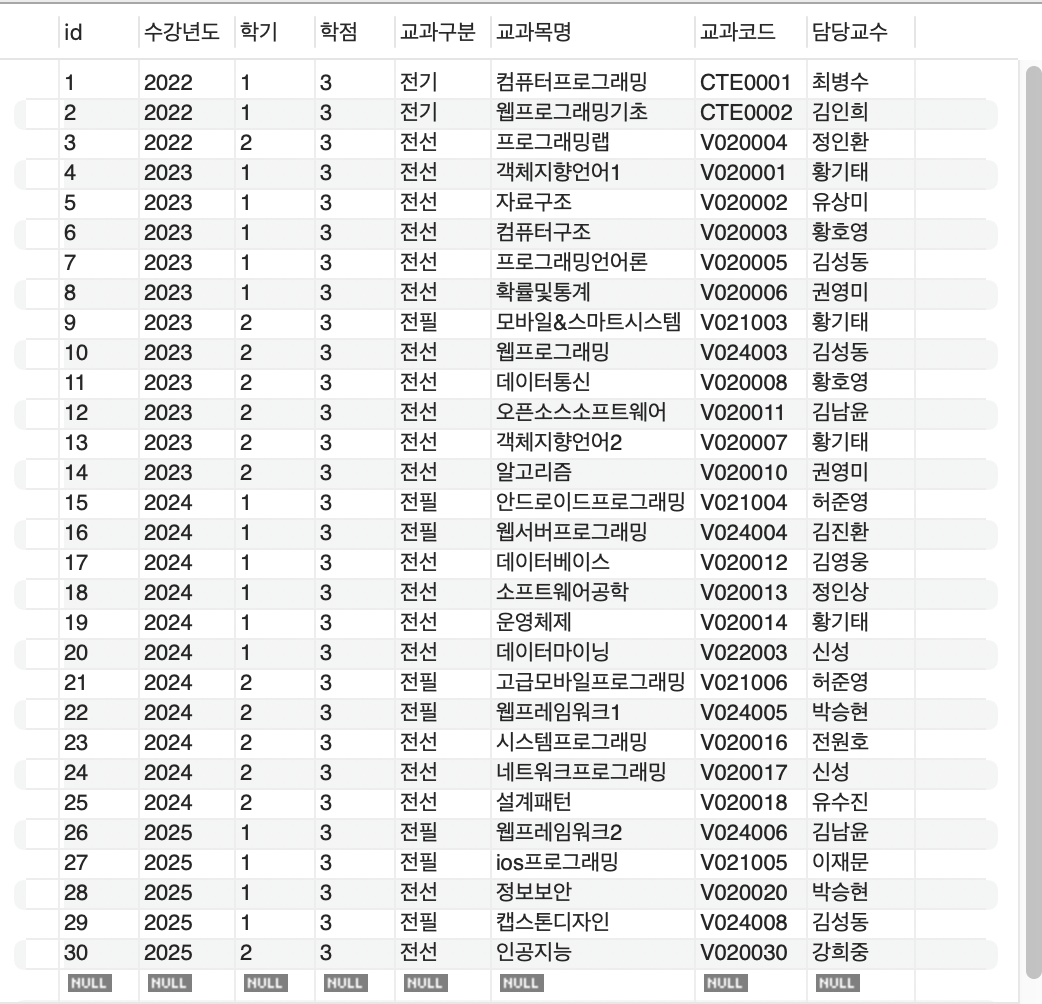 id 수강년도 학기 학점 교과구분 교과목명 교과코드 담당교수
1 2022 1 3 전기 컴퓨터프로그래밍 CTE0001 최병수
2 2022 1 3 전기 웹프로그래밍기초 CTE0002 김인희
3 2022 2 3 전선 프로그래밍랩 V020004 정인환
4 2023 1 3 전선 객체지향언어1 V020001 황기태
5 2023 1 3 전선 자료구조 V020002 유상미
6 2023 1 3 전선 컴퓨터구조 V020003 황호영
7 2023 1 3 전선 프로그래밍언어론 V020005 김성동
8 2023 1 3 전선 확률및통계 V020006 권영미
9 2023 2 3 전필 모바일&스마트시스템 V021003 황기태
10 2023 2 3 전선 웹프로그래밍 V024003 김성동
11 2023 2 3 전선 데이터통신 V020008 황호영
12 2023 2 3 전선 오픈소스소프트웨어 V020011 김남윤
13 2023 2 3 전선 객체지향언어2 V020007 황기태
14 2023 2 3 전선 알고리즘 V020010 권영미
15 2024 1 3 전필 안드로이드프로그래밍 V021004 허준영
16 2024 1 3 전필 웹서버프로그래밍 V024004 김진환
17 2024 1 3 전선 데이터베이스 V020012 김영웅
18 2024 1 3 전선 소프트웨어공학 V020013 정인상
19 2024 1 3 전선 운영체제 V020014 황기태
20 2024 1 3 전선 데이터마이닝 V022003 신성
21 2024 2 3 전필 고급모바일프로그래밍 V021006 허준영
22 2024 2 3 전필 웹프레임워크1 V024005 박승현
23 2024 2 3 전선 시스템프로그래밍 V020016 전원호
24 2024 2 3 전선 네트워크프로그래밍 V020017 신성
25 2024 2 3 전선 설계패턴 V020018 유수진
26 2025 1 3 전필 웹프레임워크2 V024006 김남윤
27 2025 1 3 전필 ios프로그래밍 V021005 이재문
28 2025 1 3 전선 정보보안 V020020 박승현
29 2025 1 3 전필 캡스톤디자인 V024008 김성동
30 2025 2 3 전선 인공지능 V020030 강희중
NULL NULL NULL NULL NULL NULL NULL NULL